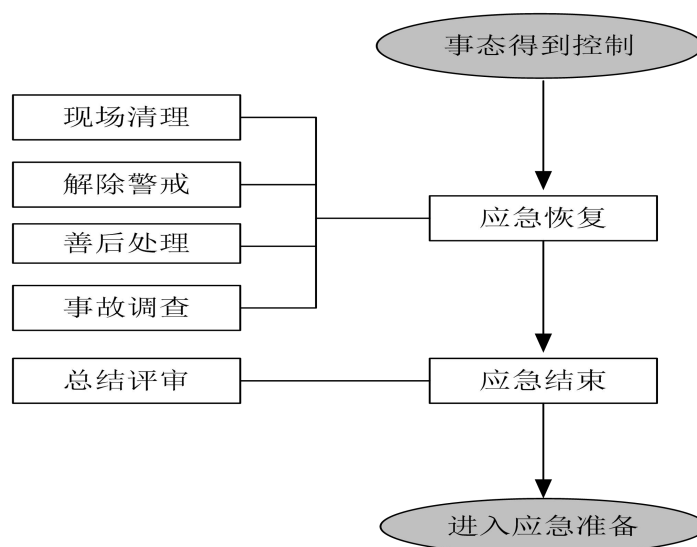 事态得到控制
现场清理
解除警戒
应急恢复
善后处理
事故调查
总结评审
应急结束
进入应急准备